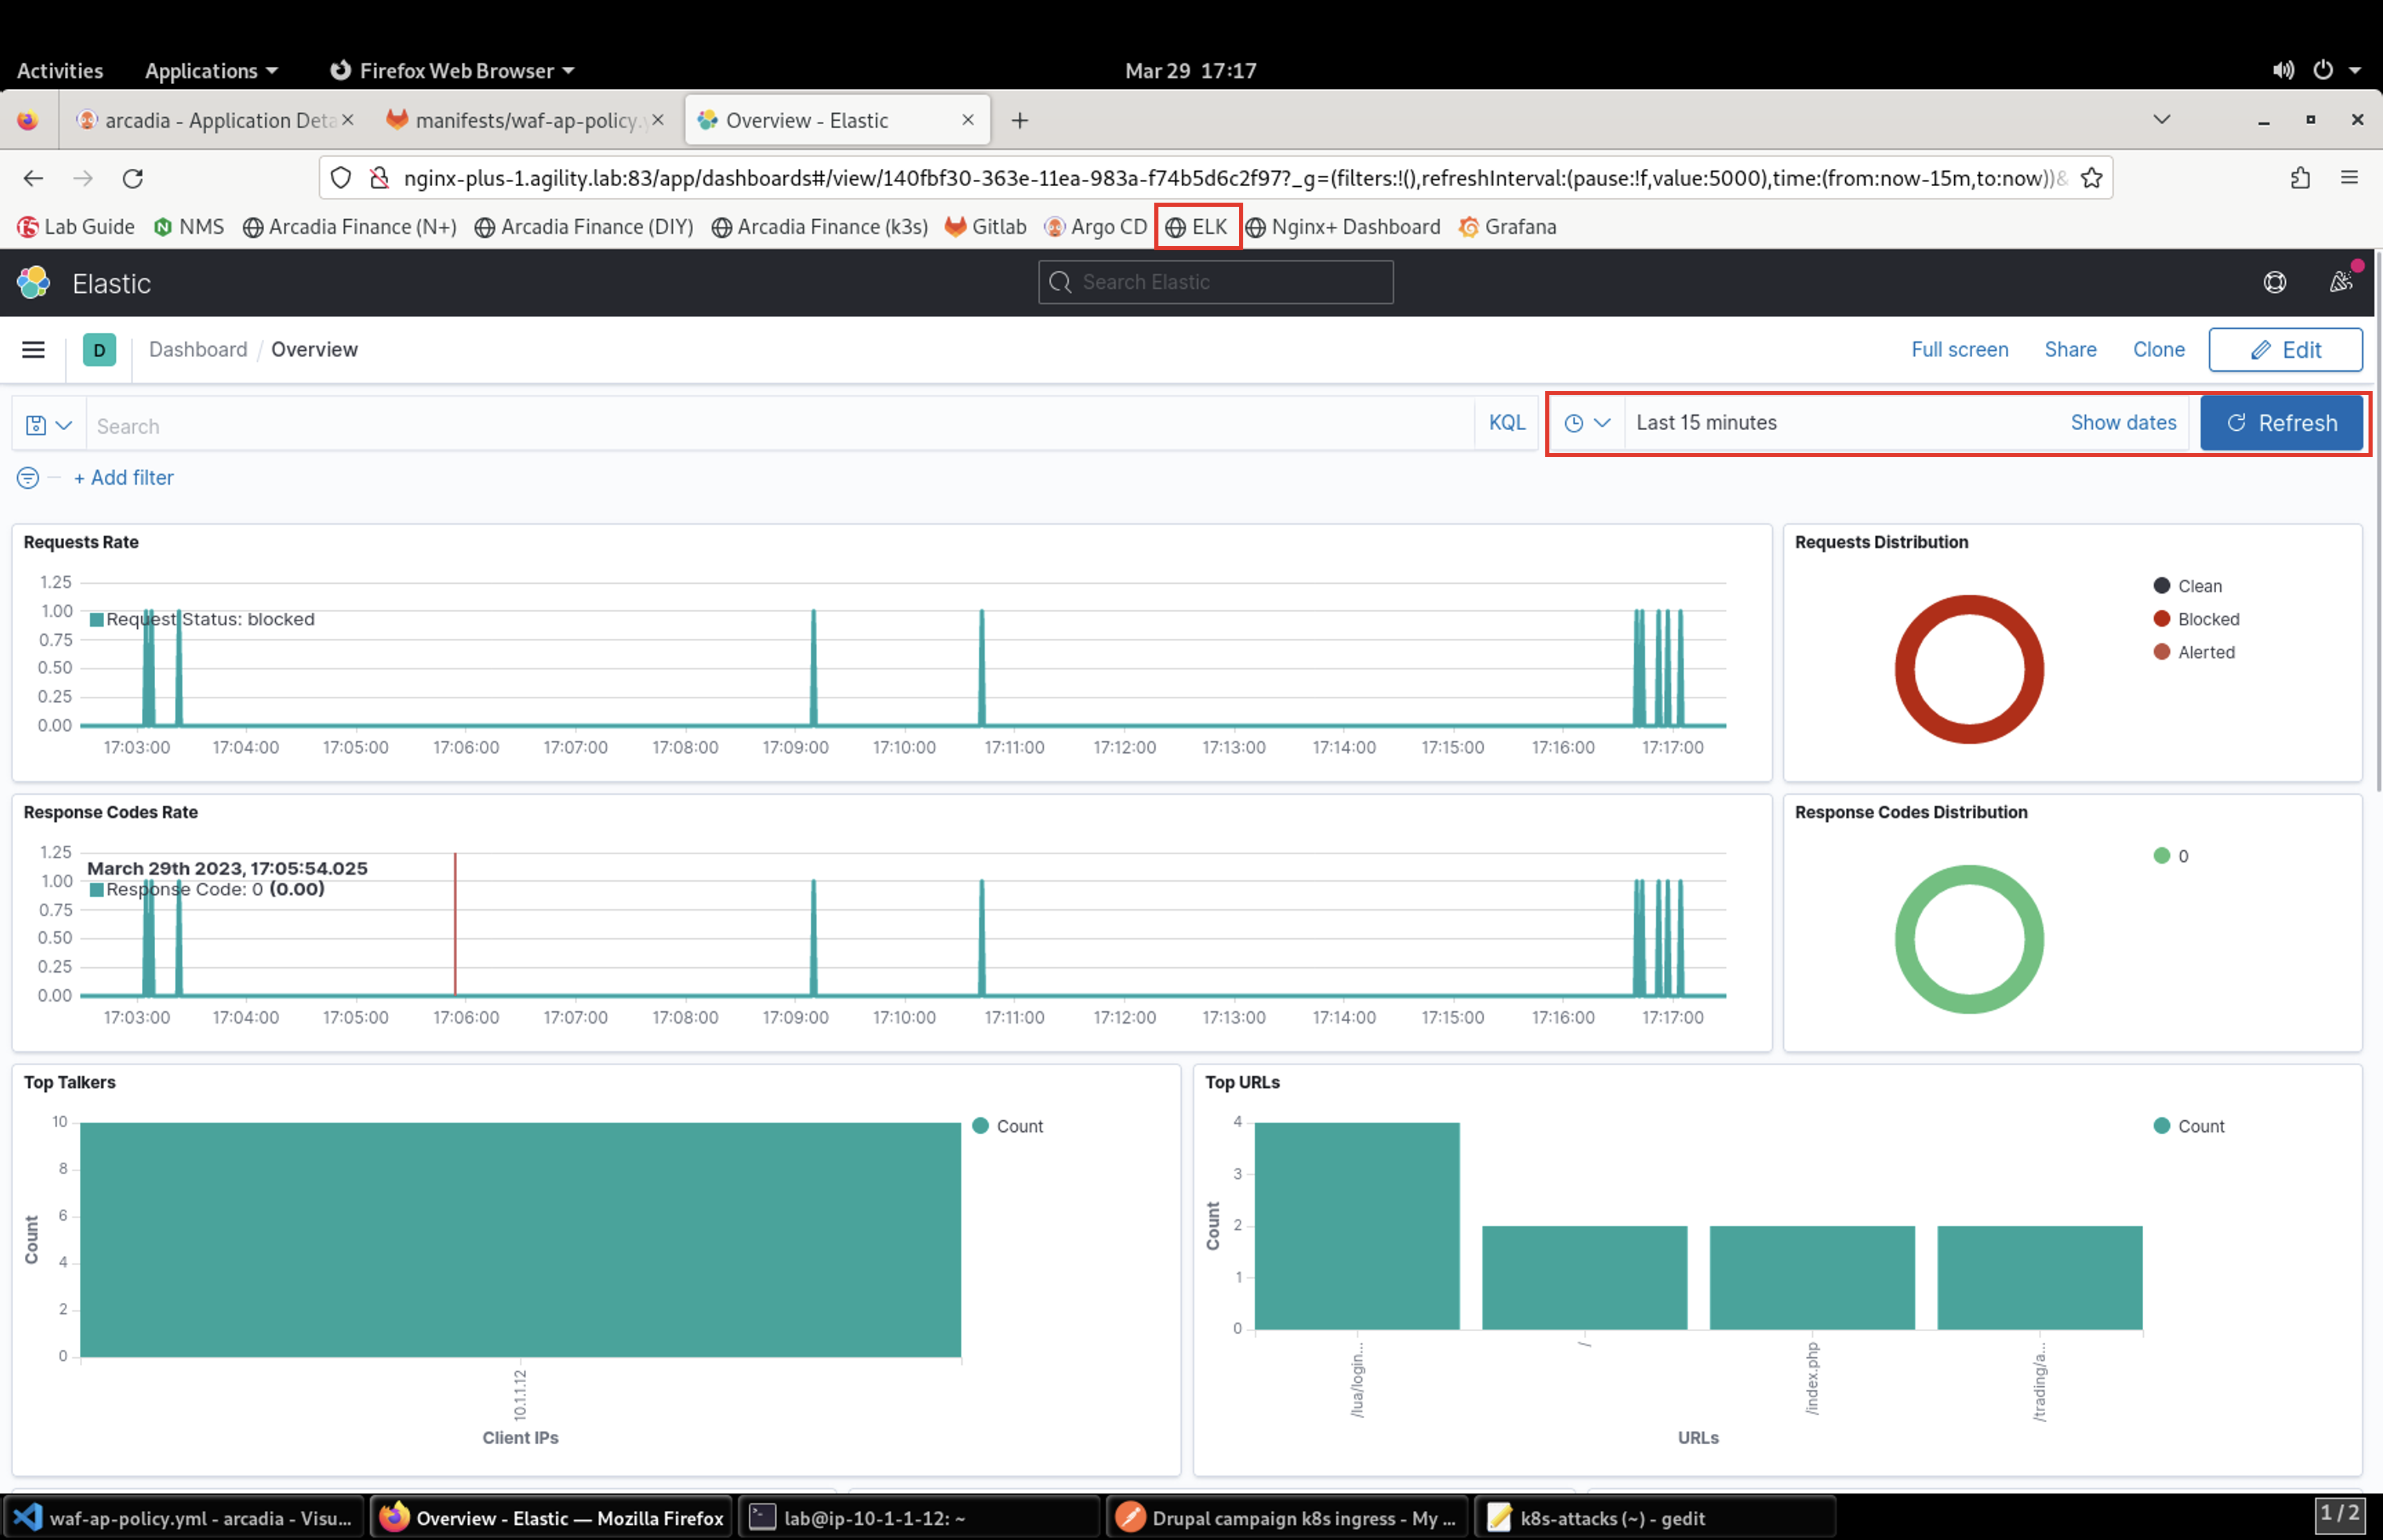 Activities Applications Firefox Web Browser Mar 29 17:17
arcadia - Application Deta manifests/waf-ap-policy.y Overview - Elastic
nginx-plus-1.agility.lab:83/app/dashboards#/view/140fbf30-363e-11ea-983a-f74b5d6c2f97?_g=(filters:!(),refreshInterval:(pause:!f,value:5000),time:(from:now-15m,to:now))&
Lab Guide NMS Arcadia Finance (N+) Arcadia Finance (DIY) Arcadia Finance (k3s) Gitlab Argo CD ELK Nginx+ Dashboard Grafana
Elastic Search Elastic
D Dashboard / Overview Full screen Share Clone Edit
Search KQL Last 15 minutes Show dates Refresh
+ Add filter
Requests Rate
1.25
1.00
0.75
0.50
0.25
0.00
Request Status: blocked
17:03:00 17:04:00 17:05:00 17:06:00 17:07:00 17:08:00 17:09:00 17:10:00 17:11:00 17:12:00 17:13:00 17:14:00 17:15:00 17:16:00 17:17:00
Requests Distribution
Clean
Blocked
Alerted
Response Codes Rate
1.25
1.00
0.75
0.50
0.25
0.00
March 29th 2023, 17:05:54.025
Response Code: 0 (0.00)
17:03:00 17:04:00 17:05:00 17:06:00 17:07:00 17:08:00 17:09:00 17:10:00 17:11:00 17:12:00 17:13:00 17:14:00 17:15:00 17:16:00 17:17:00
Response Codes Distribution
0
Top Talkers
10
8
6
4
2
0
Count
Count
10.1.1.12
Client IPs
Top URLs
4
3
2
1
0
Count
Count
/lua/login...
/
/index.php
/trading/a...
URLs
waf-ap-policy.yml - arcadia - Visu... Overview - Elastic — Mozilla Firefox lab@ip-10-1-1-12: ~ Drupal campaign k8s ingress - My ... k8s-attacks (~) - gedit 1 / 2